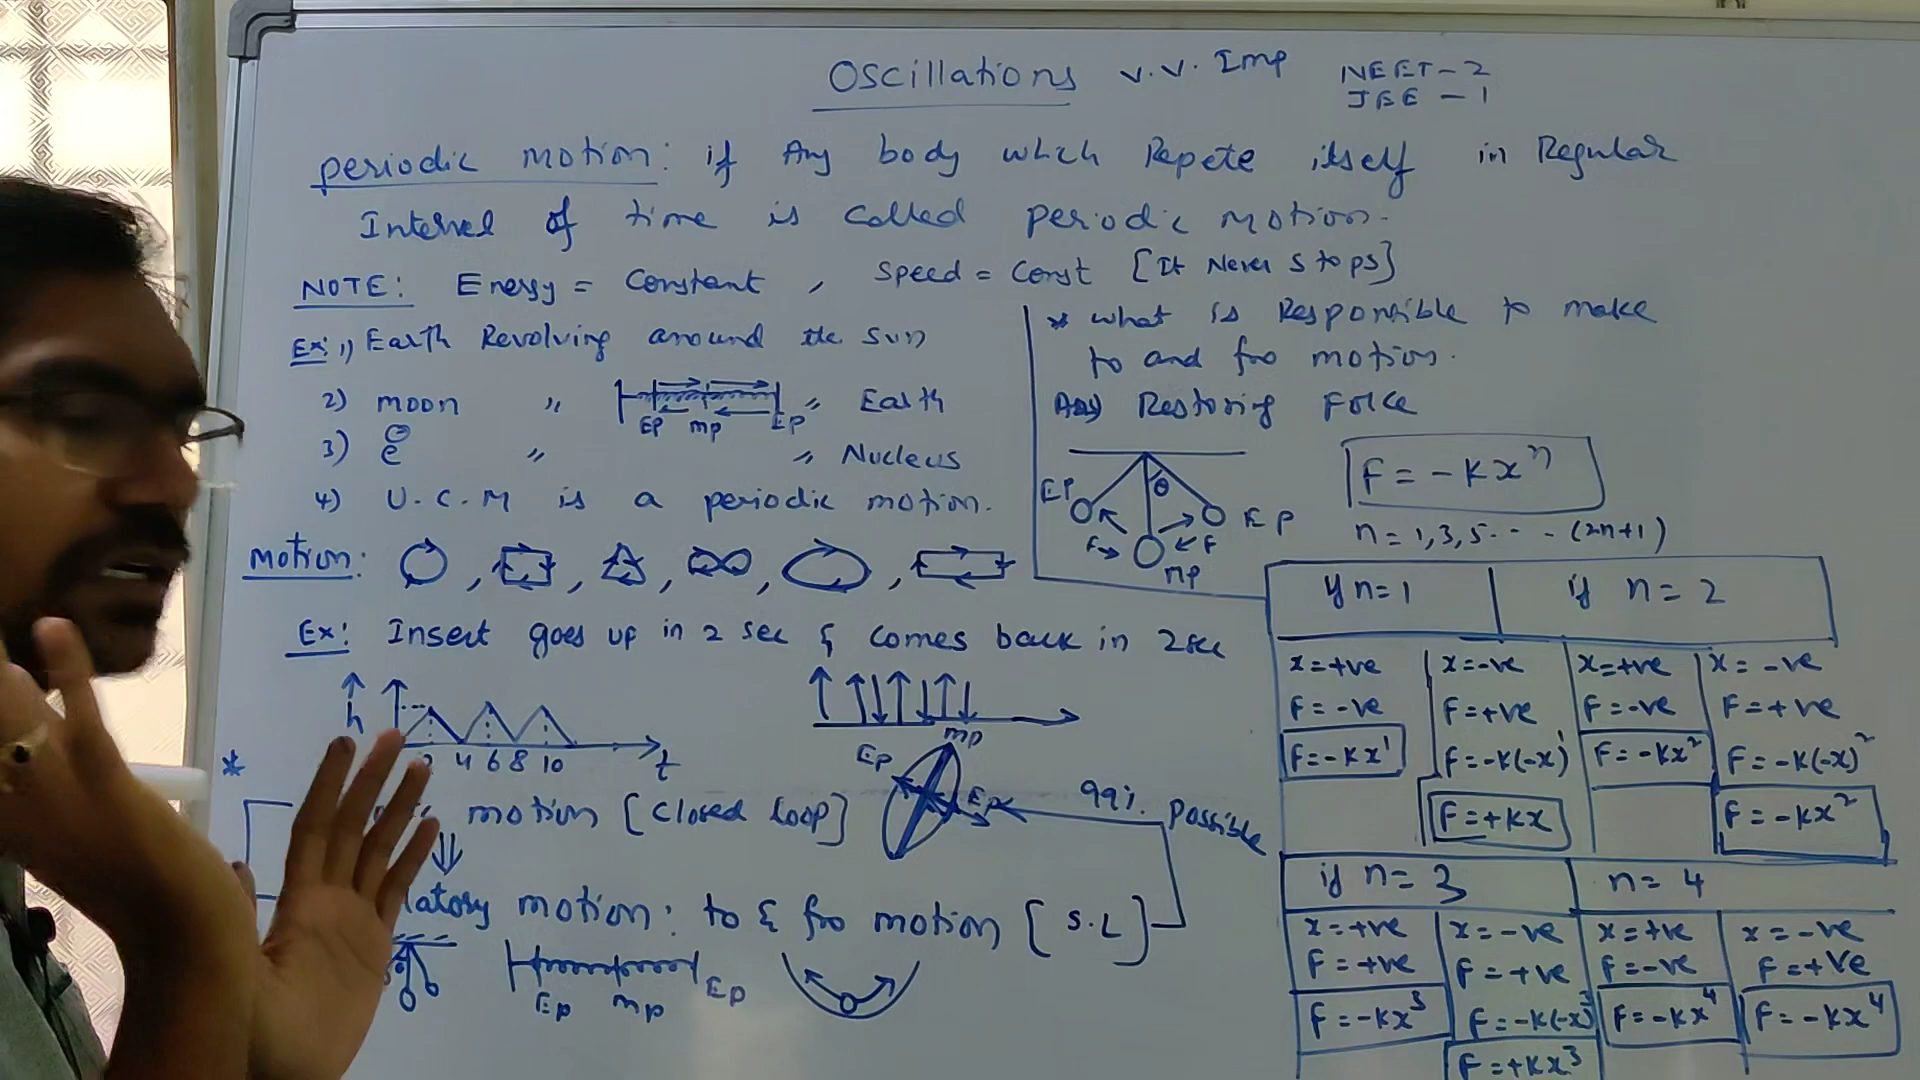 Oscillations v.v. Imp
NEET-2
JEE-1
periodic motion: if Any body which Repete itself in Regular
Interval of time is called periodic motion.
NOTE: Energy = Constant, Speed = Const [It Never Stops]
Ex: 1) Earth Revolving around the sun
2) moon " " Earth
EP mp EP
3) e " " Nucleus
4) U.C.M is a periodic motion.
motion:
Ex: Insect goes up in 2 sec & comes back in 2sec
h
2 4 6 8 10 t
* motion [closed loop]
EP mp EP
99%. possible
latory motion: to & fro motion [S.L]
EP mp EP
* what is Responsible to make
to and fro motion.
Ans) Restoring Force
EP θ EP
F F
mp
F = -kx^n
n = 1,3,5... (2n+1)
if n=1 if n=2
x=+ve x=-ve x=+ve x=-ve
F=-ve F=+ve F=-ve F=+ve
F=-kx^1 F=-k(-x)^1 F=-kx^2 F=-k(-x)^2
F=+kx F=-kx^2
if n=3 n=4
x=+ve x=-ve x=+ve x=-ve
F=+ve F=+ve F=-ve F=+ve
F=-kx^3 F=-k(-x)^3 F=-kx^4 F=-kx^4
F=+kx^3